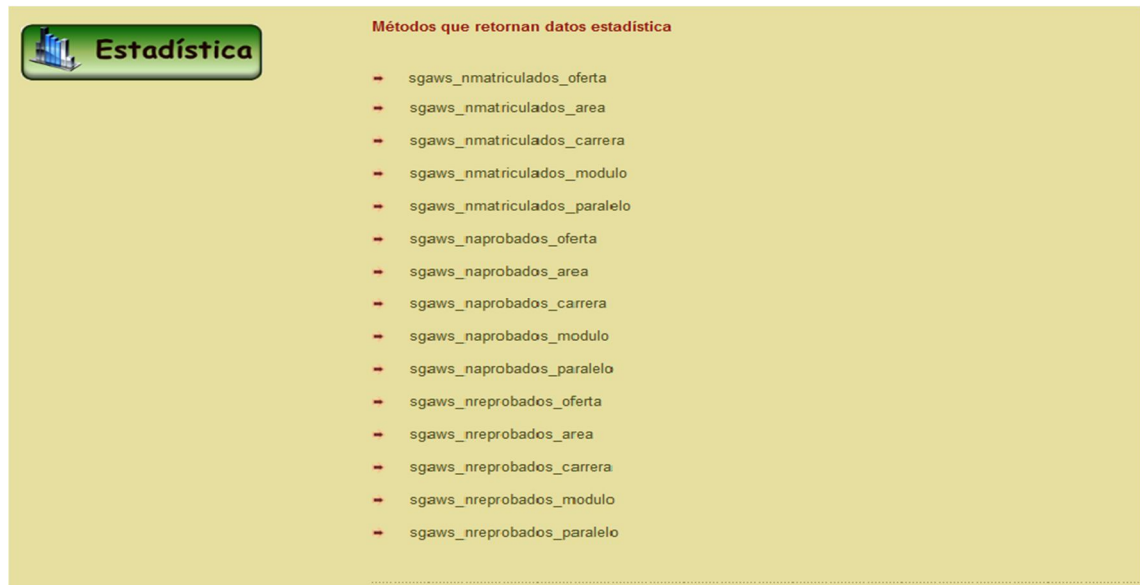 Estadística
Métodos que retornan datos estadística
sgaws_nmatriculados_oferta
sgaws_nmatriculados_area
sgaws_nmatriculados_carrera
sgaws_nmatriculados_modulo
sgaws_nmatriculados_paralelo
sgaws_naprobados_oferta
sgaws_naprobados_area
sgaws_naprobados_carrera
sgaws_naprobados_modulo
sgaws_naprobados_paralelo
sgaws_nreprobados_oferta
sgaws_nreprobados_area
sgaws_nreprobados_carrera
sgaws_nreprobados_modulo
sgaws_nreprobados_paralelo